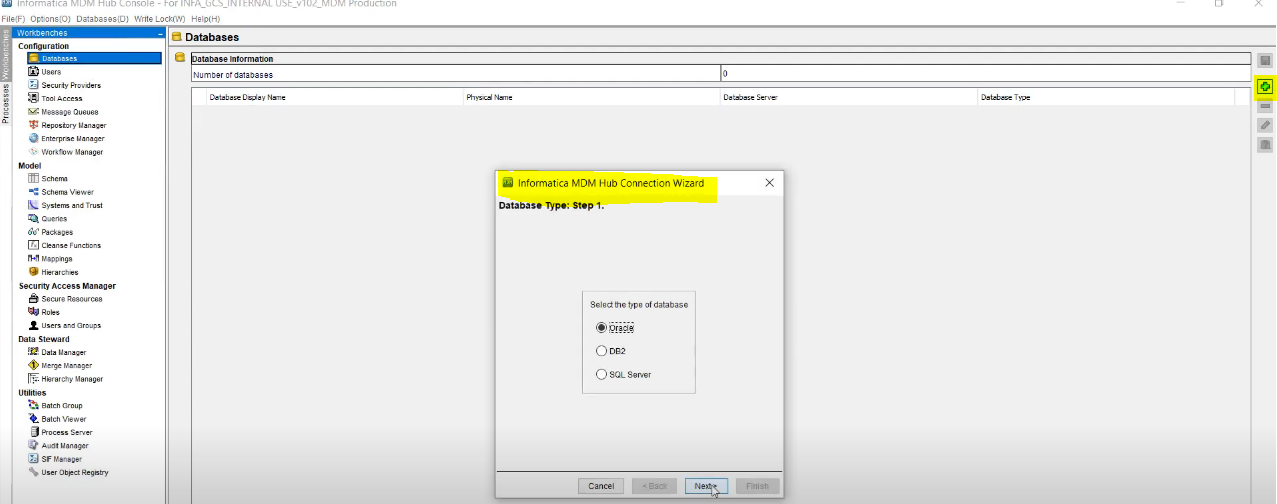 Informatica MDM Hub Console - For INFA_GCS_INTERNAL USE_v102_MDM Production
File(F) Options(O) Databases(D) Write Lock(W) Help(H)
Workbenches
Processes
Workbenches
Configuration
Databases
Users
Security Providers
Tool Access
Message Queues
Repository Manager
Enterprise Manager
Workflow Manager
Model
Schema
Schema Viewer
Systems and Trust
Queries
Packages
Cleanse Functions
Mappings
Hierarchies
Security Access Manager
Secure Resources
Roles
Users and Groups
Data Steward
Data Manager
Merge Manager
Hierarchy Manager
Utilities
Batch Group
Batch Viewer
Process Server
Audit Manager
SIF Manager
User Object Registry
Databases
Database Information
Number of databases 0
Database Display Name Physical Name Database Server Database Type
Informatica MDM Hub Connection Wizard
Database Type: Step 1.
Select the type of database
Oracle
DB2
SQL Server
Cancel < Back Next> Finish